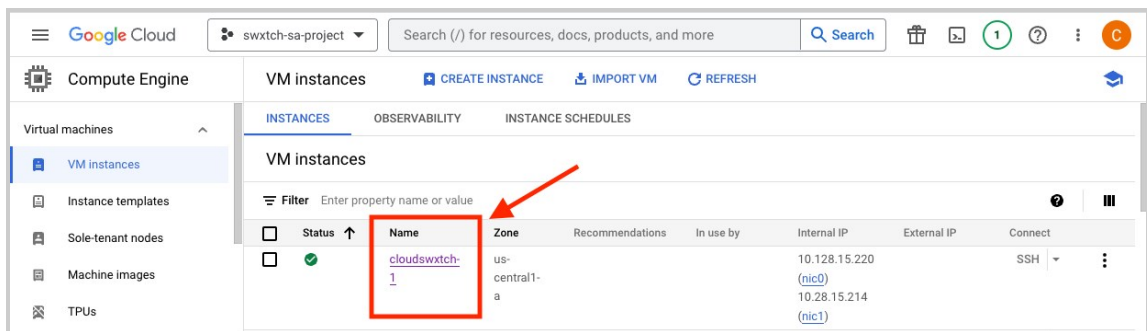 Google Cloud swxtch-sa-project Search (/) for resources, docs, products, and more Search 1 C
Compute Engine VM instances CREATE INSTANCE IMPORT VM REFRESH
Virtual machines
VM instances
Instance templates
Sole-tenant nodes
Machine images
TPUs
INSTANCES OBSERVABILITY INSTANCE SCHEDULES
VM instances
Filter Enter property name or value
Status Name Zone Recommendations In use by Internal IP External IP Connect
cloudswxtch-
1
us-
central1-
a
10.128.15.220
(nic0)
10.28.15.214
(nic1)
SSH